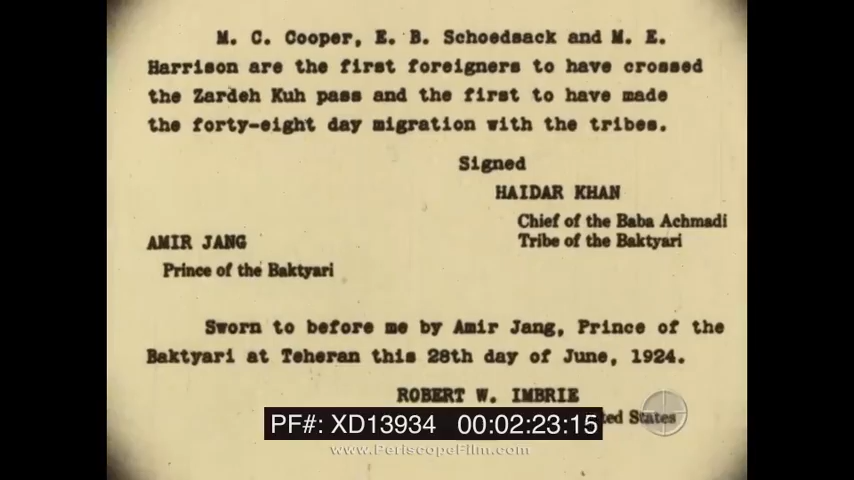 M. C. Cooper, E. B. Schoedsack and M. E.
Harrison are the first foreigners to have crossed
the Zardeh Kuh pass and the first to have made
the forty-eight day migration with the tribes.
Signed
HAIDAR KHAN
Chief of the Baba Achmadi
Tribe of the Baktyari
AMIR JANG
Prince of the Baktyari
Sworn to before me by Amir Jang, Prince of the
Baktyari at Teheran this 28th day of June, 1924.
ROBERT W. IMBRIE
States
PF#: XD13934 00:02:23:15
www.PeriscopeFilm.com